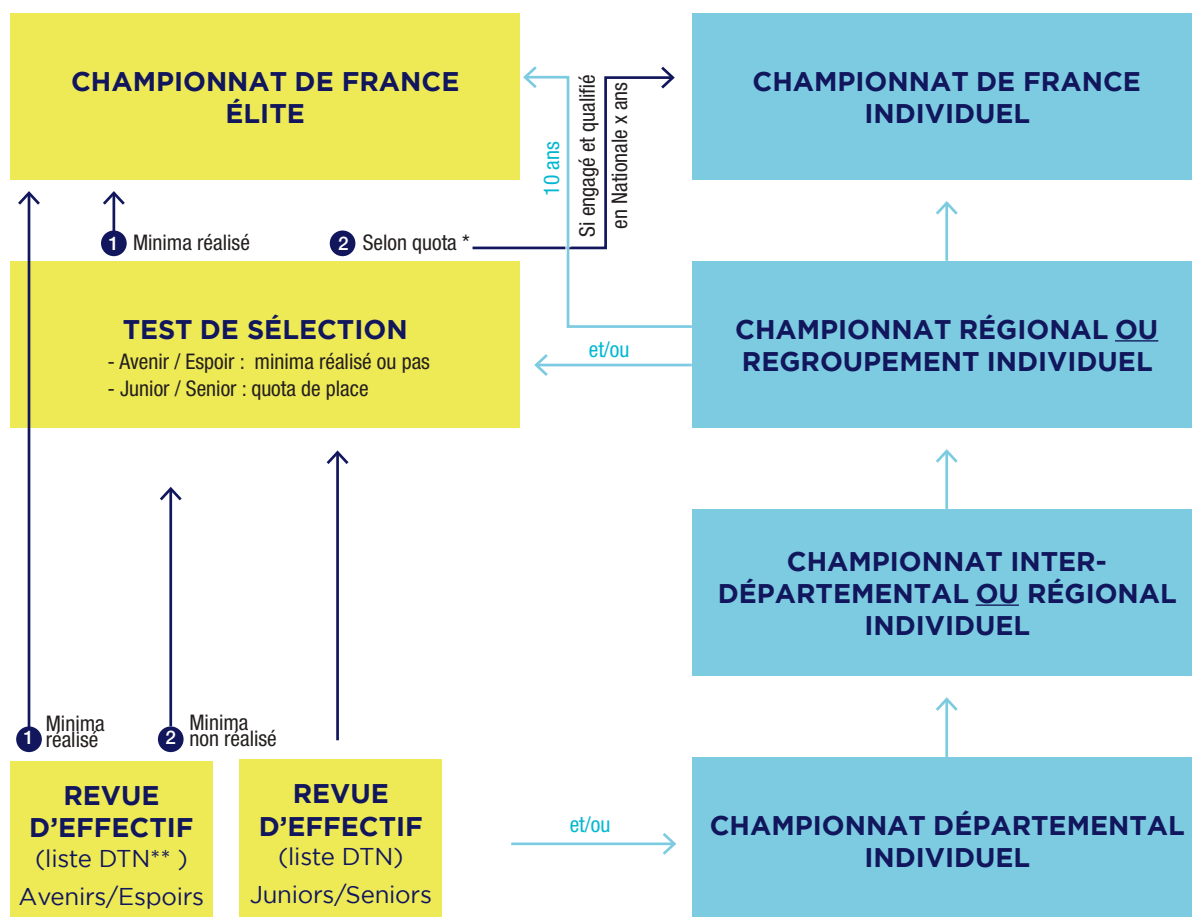 CHAMPIONNAT DE FRANCE
ÉLITE
10 ans
Si engagé et qualifié
en Nationale x ans
CHAMPIONNAT DE FRANCE
INDIVIDUEL
1 Minima réalisé
2 Selon quota *
TEST DE SÉLECTION
- Avenir / Espoir : minima réalisé ou pas
- Junior / Senior : quota de place
et/ou
CHAMPIONNAT RÉGIONAL OU
REGROUPEMENT INDIVIDUEL
CHAMPIONNAT INTER-
DÉPARTEMENTAL OU RÉGIONAL
INDIVIDUEL
1 Minima
réalisé
2 Minima
non réalisé
REVUE
D'EFFECTIF
(liste DTN** )
Avenirs/Espoirs
REVUE
D'EFFECTIF
(liste DTN)
Juniors/Seniors
et/ou
CHAMPIONNAT DÉPARTEMENTAL
INDIVIDUEL